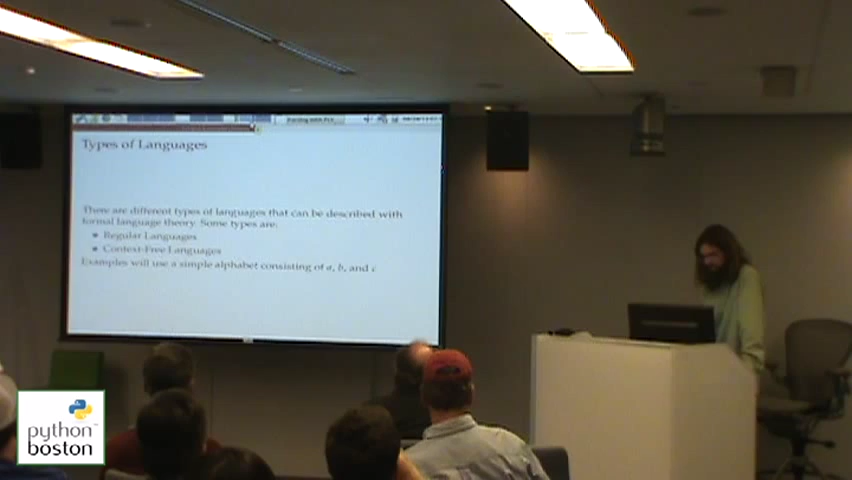 Types of Languages
There are different types of languages that can be described with
formal language theory. Some types are:
Regular Languages
Context-Free Languages
Examples will use a simple alphabet consisting of a, b, and c
python™
boston